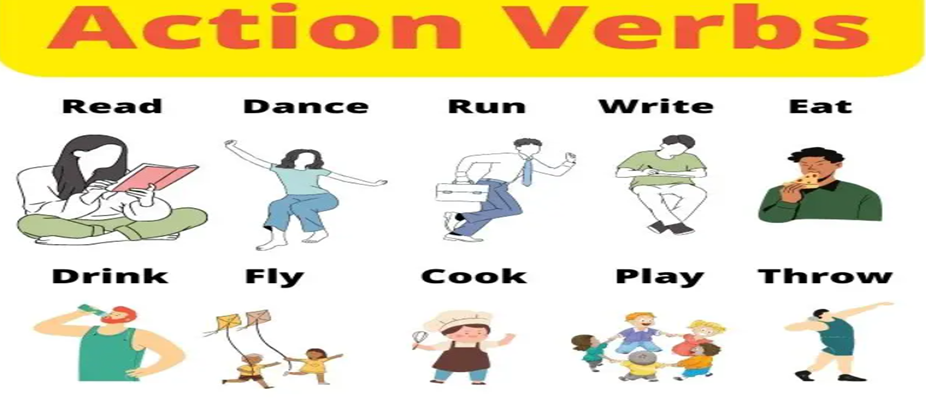 Action Verbs
Read Dance Run Write Eat
Drink Fly Cook Play Throw